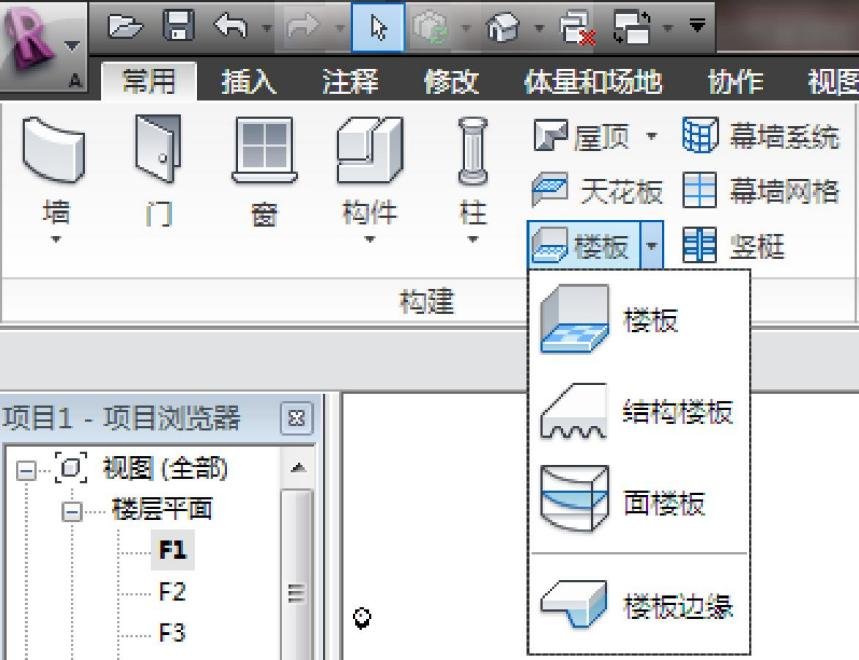 A
常用 插入 注释 修改 体量和场地 协作 视图
墙 门 窗 构件 柱
屋顶 幕墙系统
天花板 幕墙网格
楼板 竖梃
构建
楼板
结构楼板
面楼板
楼板边缘
项目1 - 项目浏览器
视图 (全部)
楼层平面
F1
F2
F3